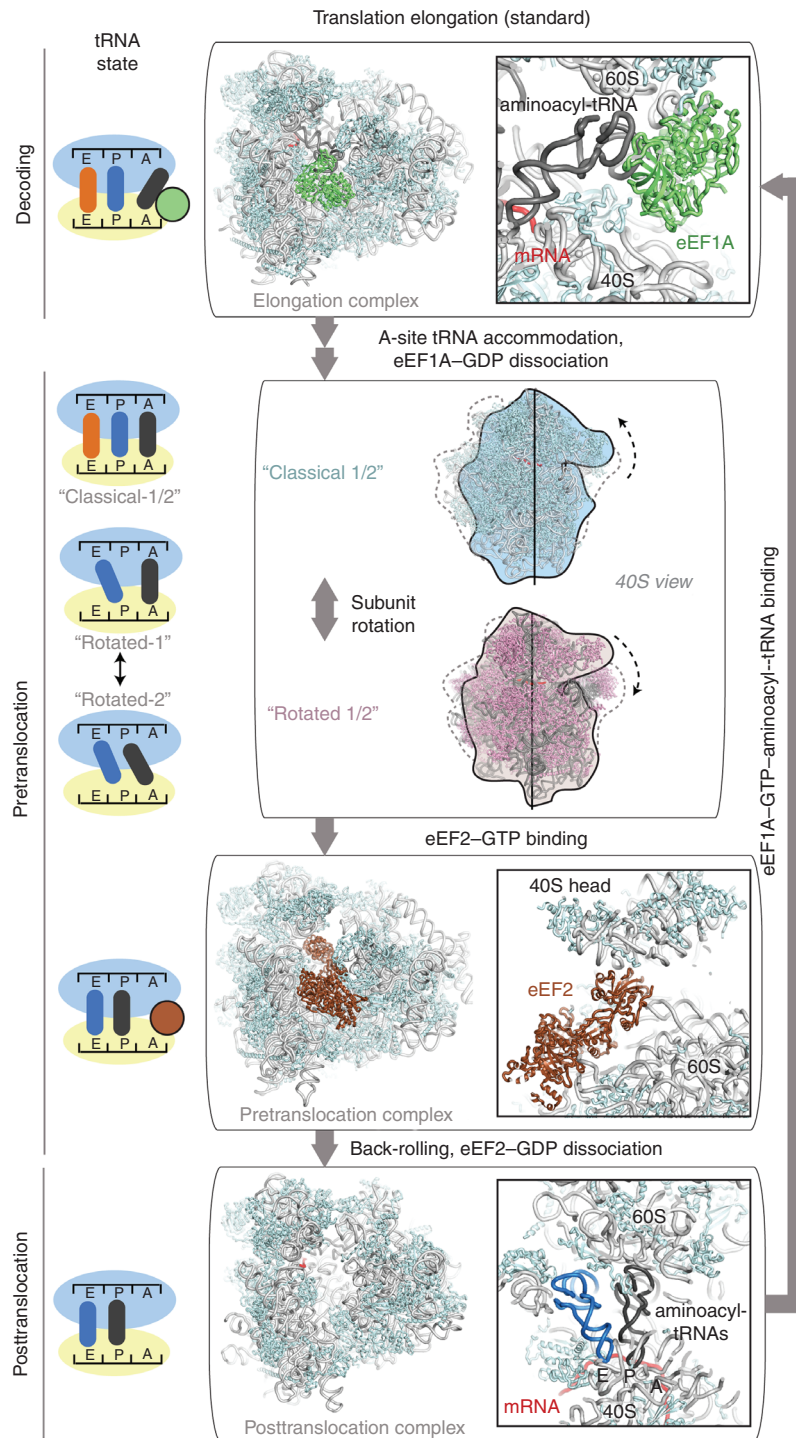 Translation elongation (standard)
tRNA
state
Decoding
E P A
E P A
60S
aminoacyl-tRNA
eEF1A
mRNA
40S
Elongation complex
A-site tRNA accommodation,
eEF1A–GDP dissociation
Pretranslocation
E P A
E P A
"Classical-1/2"
E P A
E P A
"Rotated-1"
"Rotated-2"
E P A
E P A
"Classical 1/2"
40S view
Subunit
rotation
"Rotated 1/2"
eEF1A–GTP–aminoacyl--tRNA binding
eEF2–GTP binding
E P A
E P A
40S head
eEF2
60S
Pretranslocation complex
Back-rolling, eEF2–GDP dissociation
Posttranslocation
E P A
E P A
60S
aminoacyl-
tRNAs
E P A
mRNA
40S
Posttranslocation complex